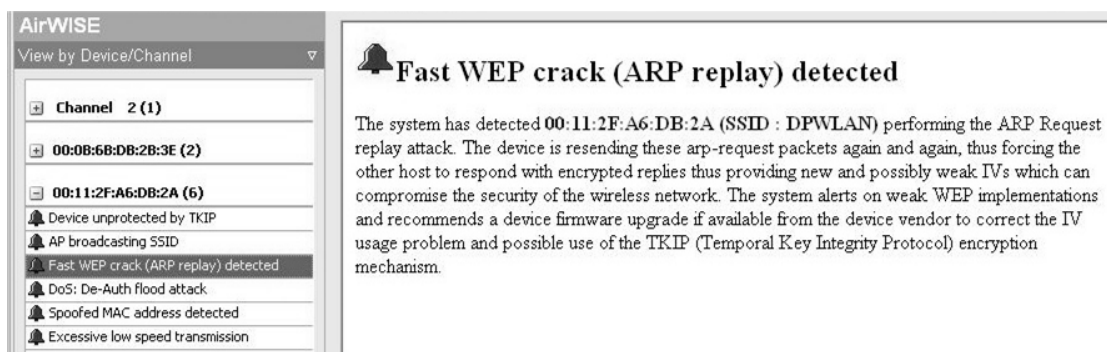 AirWISE
View by Device/Channel
Channel 2 (1)
00:0B:6B:DB:2B:3E (2)
00:11:2F:A6:DB:2A (6)
Device unprotected by TKIP
AP broadcasting SSID
Fast WEP crack (ARP replay) detected
DoS: De-Auth flood attack
Spoofed MAC address detected
Excessive low speed transmission
Fast WEP crack (ARP replay) detected
The system has detected 00:11:2F:A6:DB:2A (SSID : DPWLAN) performing the ARP Request
replay attack. The device is resending these arp-request packets again and again, thus forcing the
other host to respond with encrypted replies thus providing new and possibly weak IVs which can
compromise the security of the wireless network. The system alerts on weak WEP implementations
and recommends a device firmware upgrade if available from the device vendor to correct the IV
usage problem and possible use of the TKIP (Temporal Key Integrity Protocol) encryption
mechanism.